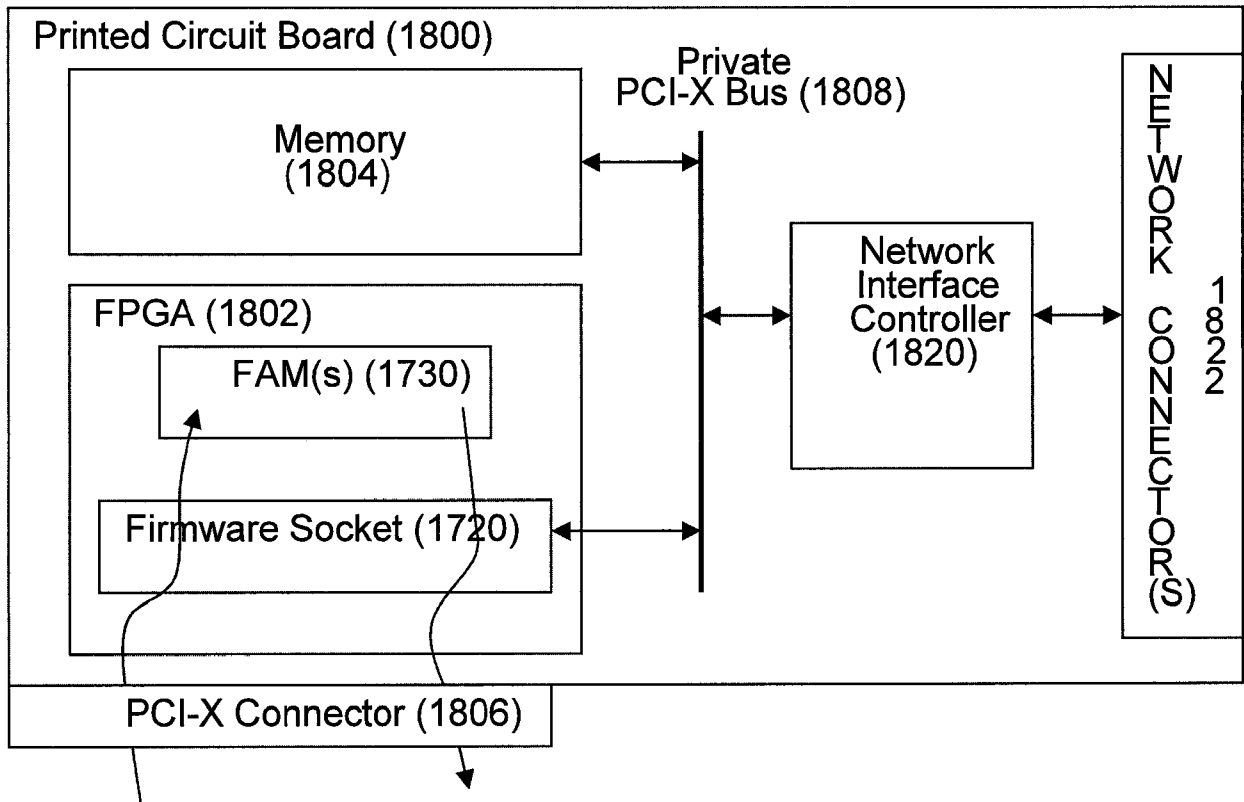 Printed Circuit Board (1800)
Private
PCI-X Bus (1808)
Memory
(1804)
Network
Interface
Controller
(1820)
NETWORK CONNECTOR(S)
1822
FPGA (1802)
FAM(s) (1730)
Firmware Socket (1720)
PCI-X Connector (1806)